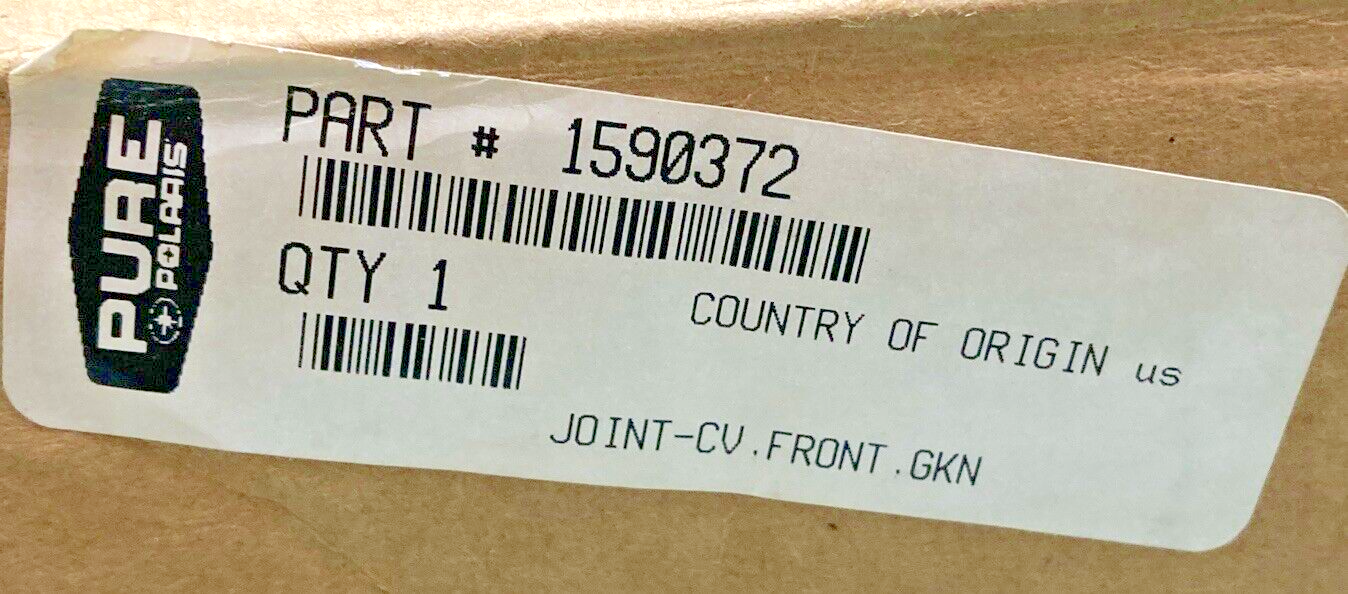 PURE
POLARIS
PART # 1590372
QTY 1
COUNTRY OF ORIGIN us
JOINT-CV.FRONT.GKN